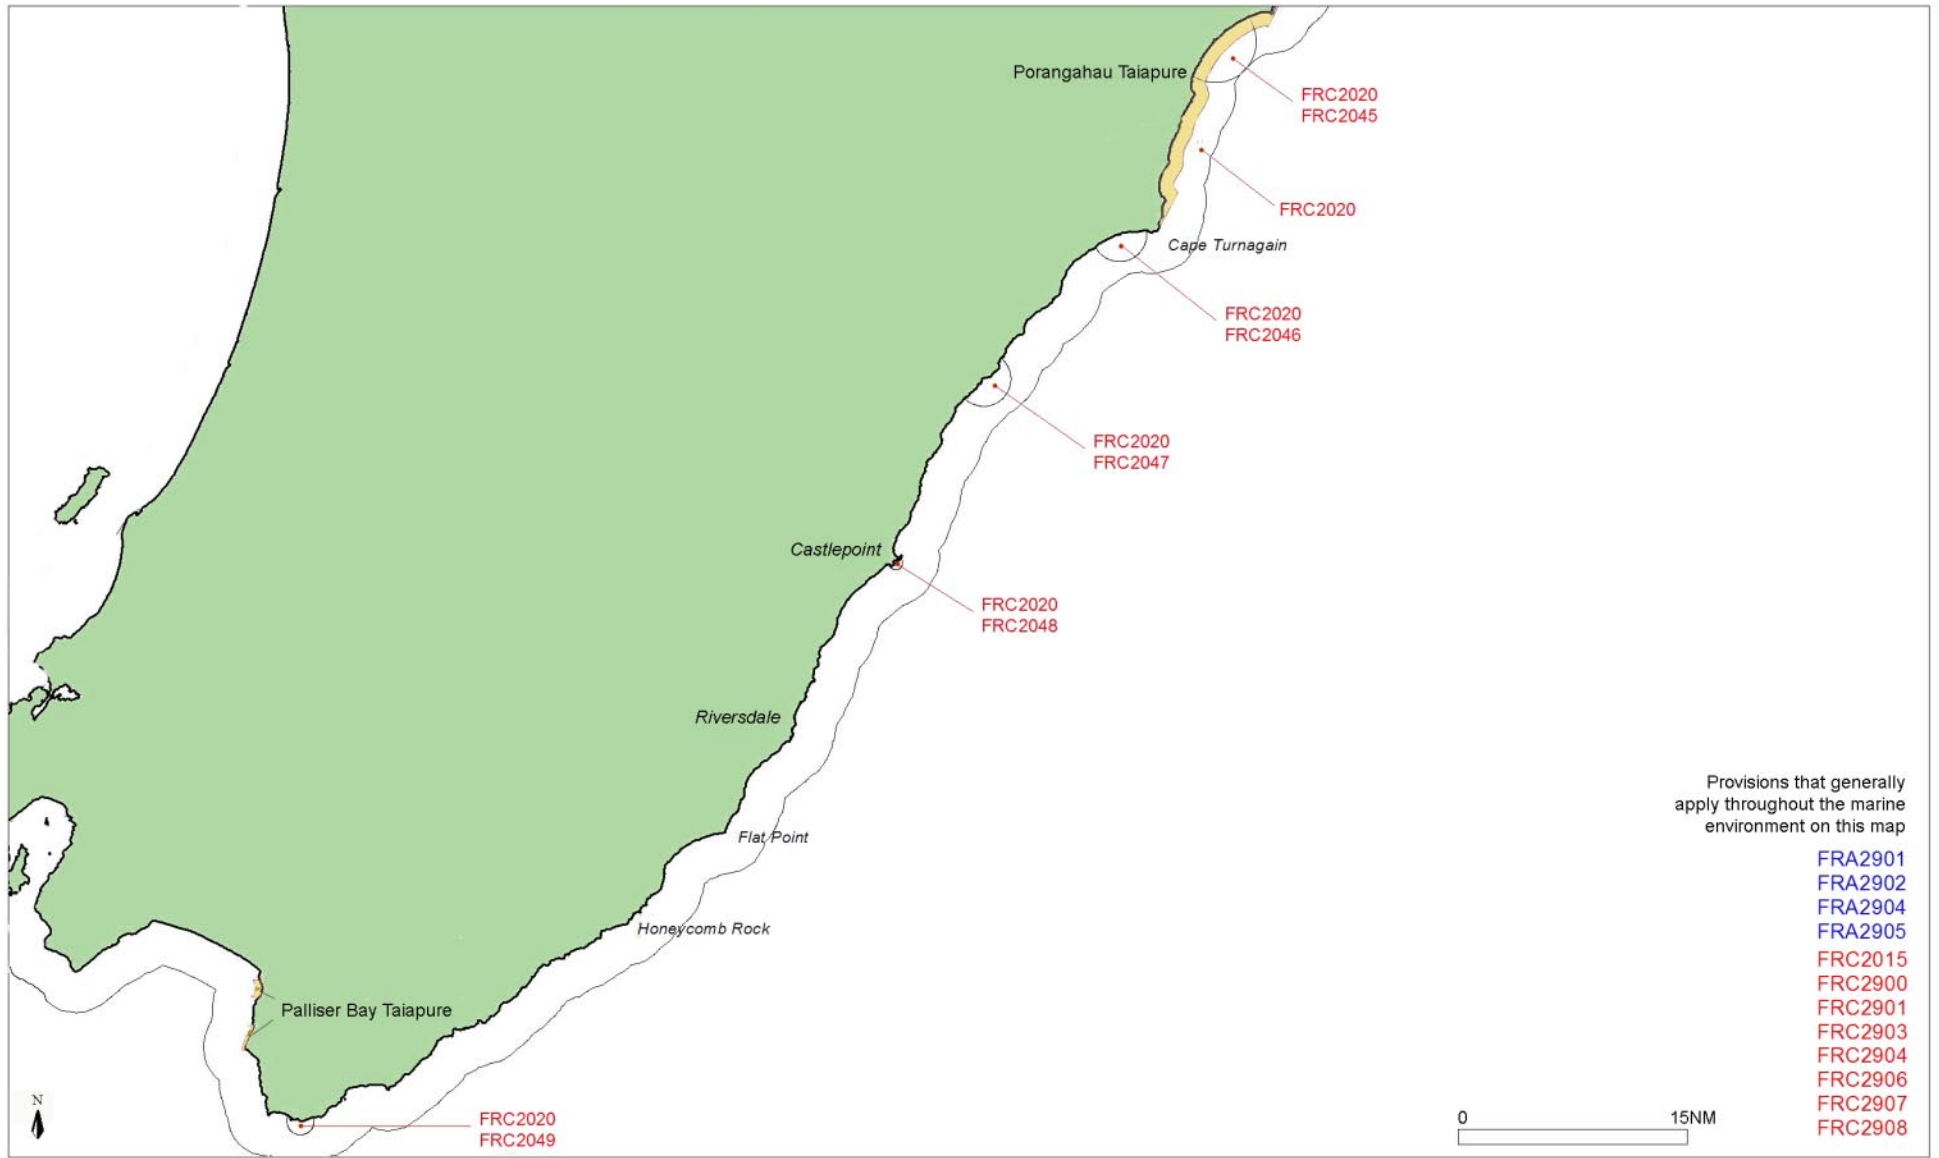 Porangahau Taiapure
FRC2020
FRC2045
FRC2020
Cape Turnagain
FRC2020
FRC2046
FRC2020
FRC2047
Castlepoint
FRC2020
FRC2048
Riversdale
Flat Point
Honeycomb Rock
Palliser Bay Taiapure
FRC2020
FRC2049
N
0 15NM
Provisions that generally
apply throughout the marine
environment on this map
FRA2901
FRA2902
FRA2904
FRA2905
FRC2015
FRC2900
FRC2901
FRC2903
FRC2904
FRC2906
FRC2907
FRC2908